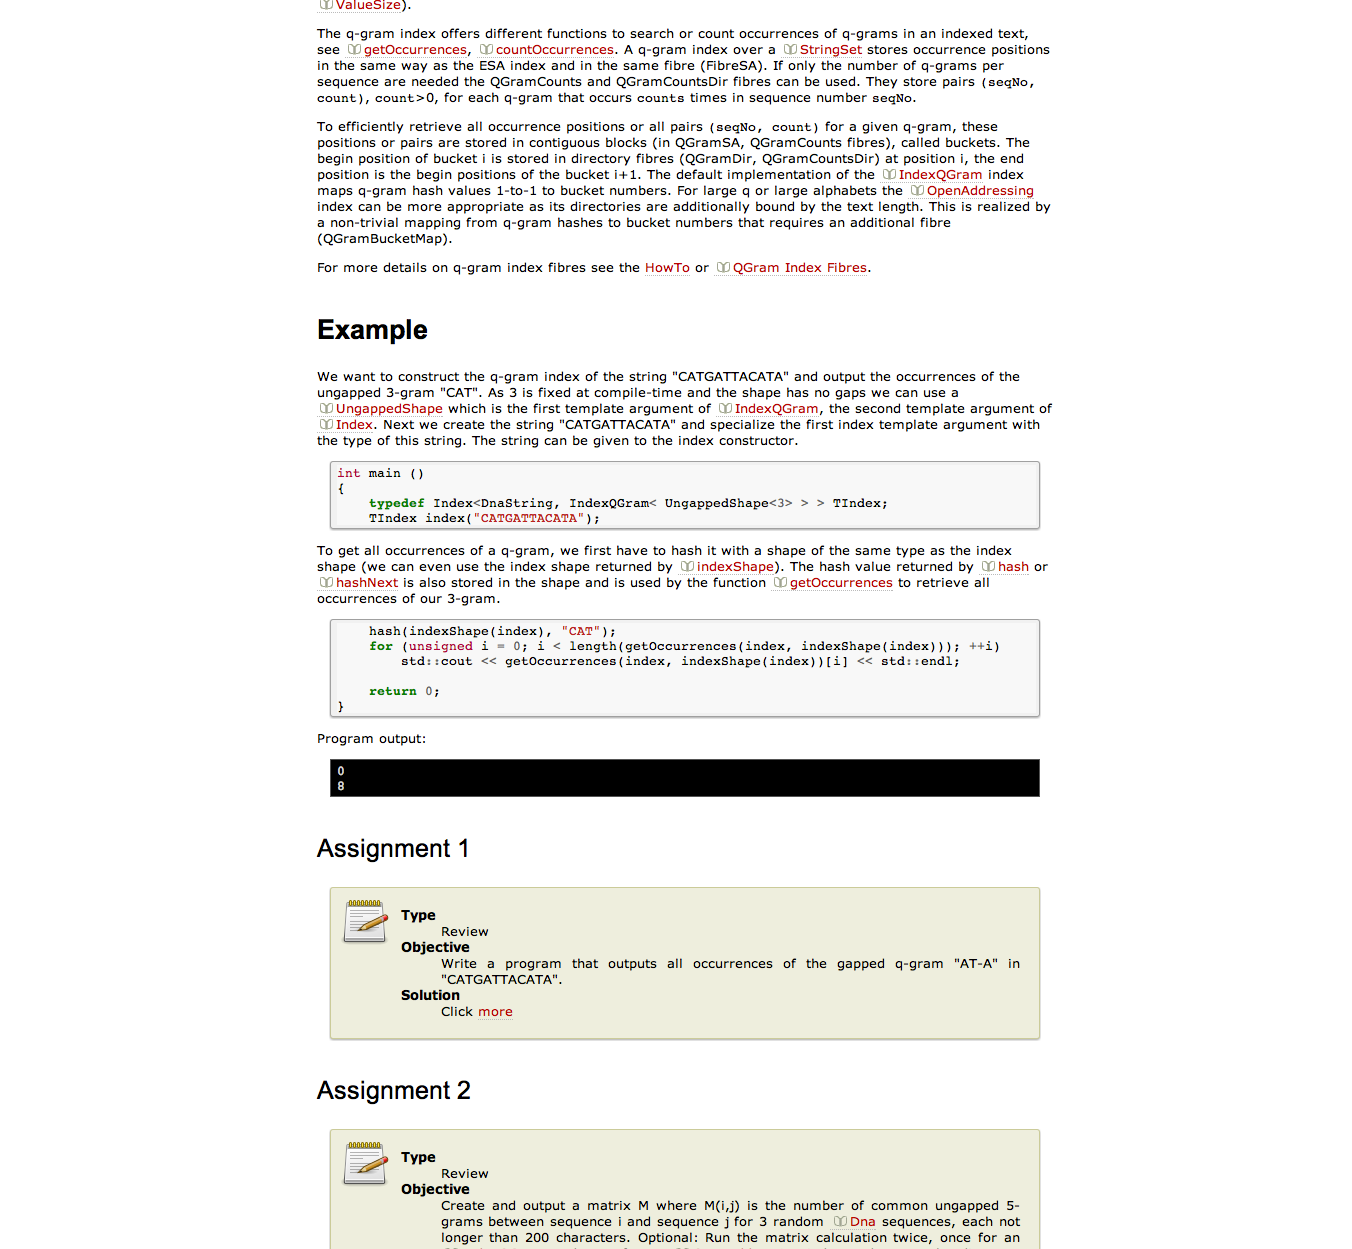 ValueSize).
The q-gram index offers different functions to search or count occurrences of q-grams in an indexed text,
see getOccurrences, countOccurrences. A q-gram index over a StringSet stores occurrence positions
in the same way as the ESA index and in the same fibre (FibreSA). If only the number of q-grams per
sequence are needed the QGramCounts and QGramCountsDir fibres can be used. They store pairs (seqNo,
count), count>0, for each q-gram that occurs counts times in sequence number seqNo.
To efficiently retrieve all occurrence positions or all pairs (seqNo, count) for a given q-gram, these
positions or pairs are stored in contiguous blocks (in QGramSA, QGramCounts fibres), called buckets. The
begin position of bucket i is stored in directory fibres (QGramDir, QGramCountsDir) at position i, the end
position is the begin positions of the bucket i+1. The default implementation of the IndexQGram index
maps q-gram hash values 1-to-1 to bucket numbers. For large q or large alphabets the OpenAddressing
index can be more appropriate as its directories are additionally bound by the text length. This is realized by
a non-trivial mapping from q-gram hashes to bucket numbers that requires an additional fibre
(QGramBucketMap).
For more details on q-gram index fibres see the HowTo or QGram Index Fibres.
Example
We want to construct the q-gram index of the string "CATGATTACATA" and output the occurrences of the
ungapped 3-gram "CAT". As 3 is fixed at compile-time and the shape has no gaps we can use a
UngappedShape which is the first template argument of IndexQGram, the second template argument of
Index. Next we create the string "CATGATTACATA" and specialize the first index template argument with
the type of this string. The string can be given to the index constructor.
int main ()
{
    typedef Index<DnaString, IndexQGram< UngappedShape<3> > > TIndex;
    TIndex index("CATGATTACATA");
To get all occurrences of a q-gram, we first have to hash it with a shape of the same type as the index
shape (we can even use the index shape returned by indexShape). The hash value returned by hash or
hashNext is also stored in the shape and is used by the function getOccurrences to retrieve all
occurrences of our 3-gram.
    hash(indexShape(index), "CAT");
    for (unsigned i = 0; i < length(getOccurrences(index, indexShape(index))); ++i)
        std::cout << getOccurrences(index, indexShape(index))[i] << std::endl;
    return 0;
}
Program output:
0
8
Assignment 1
Type
Review
Objective
Write a program that outputs all occurrences of the gapped q-gram "AT-A" in
"CATGATTACATA".
Solution
Click more
Assignment 2
Type
Review
Objective
Create and output a matrix M where M(i,j) is the number of common ungapped 5-
grams between sequence i and sequence j for 3 random Dna sequences, each not
longer than 200 characters. Optional: Run the matrix calculation twice, once for an